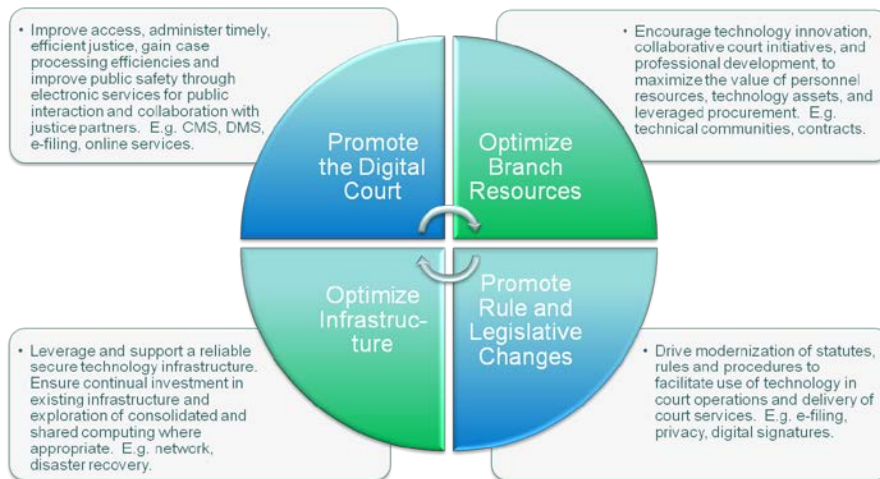 • Improve access, administer timely,
efficient justice, gain case
processing efficiencies and
improve public safety through
electronic services for public
interaction and collaboration with
justice partners. E.g. CMS, DMS,
e-filing, online services.
• Encourage technology innovation,
collaborative court initiatives, and
professional development, to
maximize the value of personnel
resources, technology assets, and
leveraged procurement. E.g.
technical communities, contracts.
Promote
the Digital
Court
Optimize
Branch
Resources
Optimize
Infrastruc-
ture
Promote
Rule and
Legislative
Changes
• Leverage and support a reliable
secure technology infrastructure.
Ensure continual investment in
existing infrastructure and
exploration of consolidated and
shared computing where
appropriate. E.g. network,
disaster recovery.
• Drive modernization of statutes,
rules and procedures to
facilitate use of technology in
court operations and delivery of
court services. E.g. e-filing,
privacy, digital signatures.